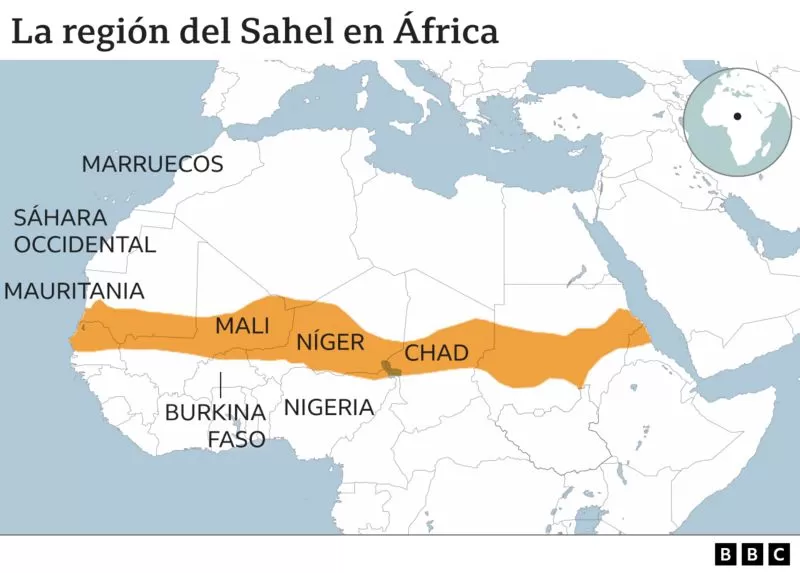 La región del Sahel en África
MARRUECOS
SÁHARA
OCCIDENTAL
MAURITANIA
MALI
NÍGER
CHAD
BURKINA
FASO
NIGERIA
BBC